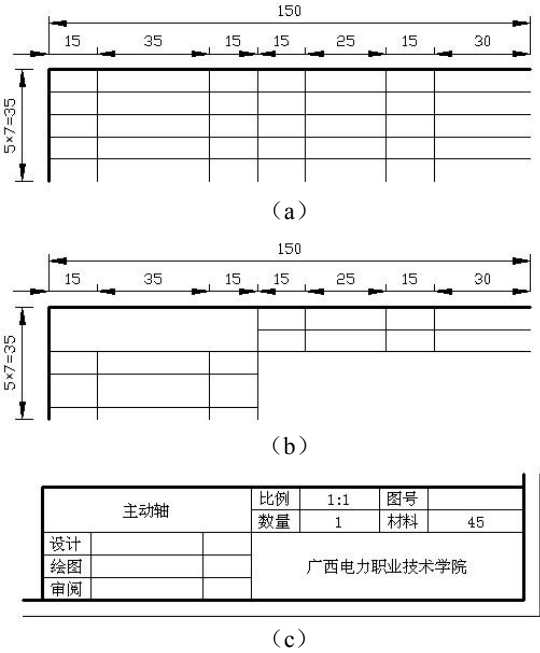 150
15 35 15 15 25 15 30
5×7=35
（a）
150
15 35 15 15 25 15 30
5×7=35
（b）
主动轴 比例 1:1 图号
数量 1 材料 45
设计
绘图 广西电力职业技术学院
审阅
（c）